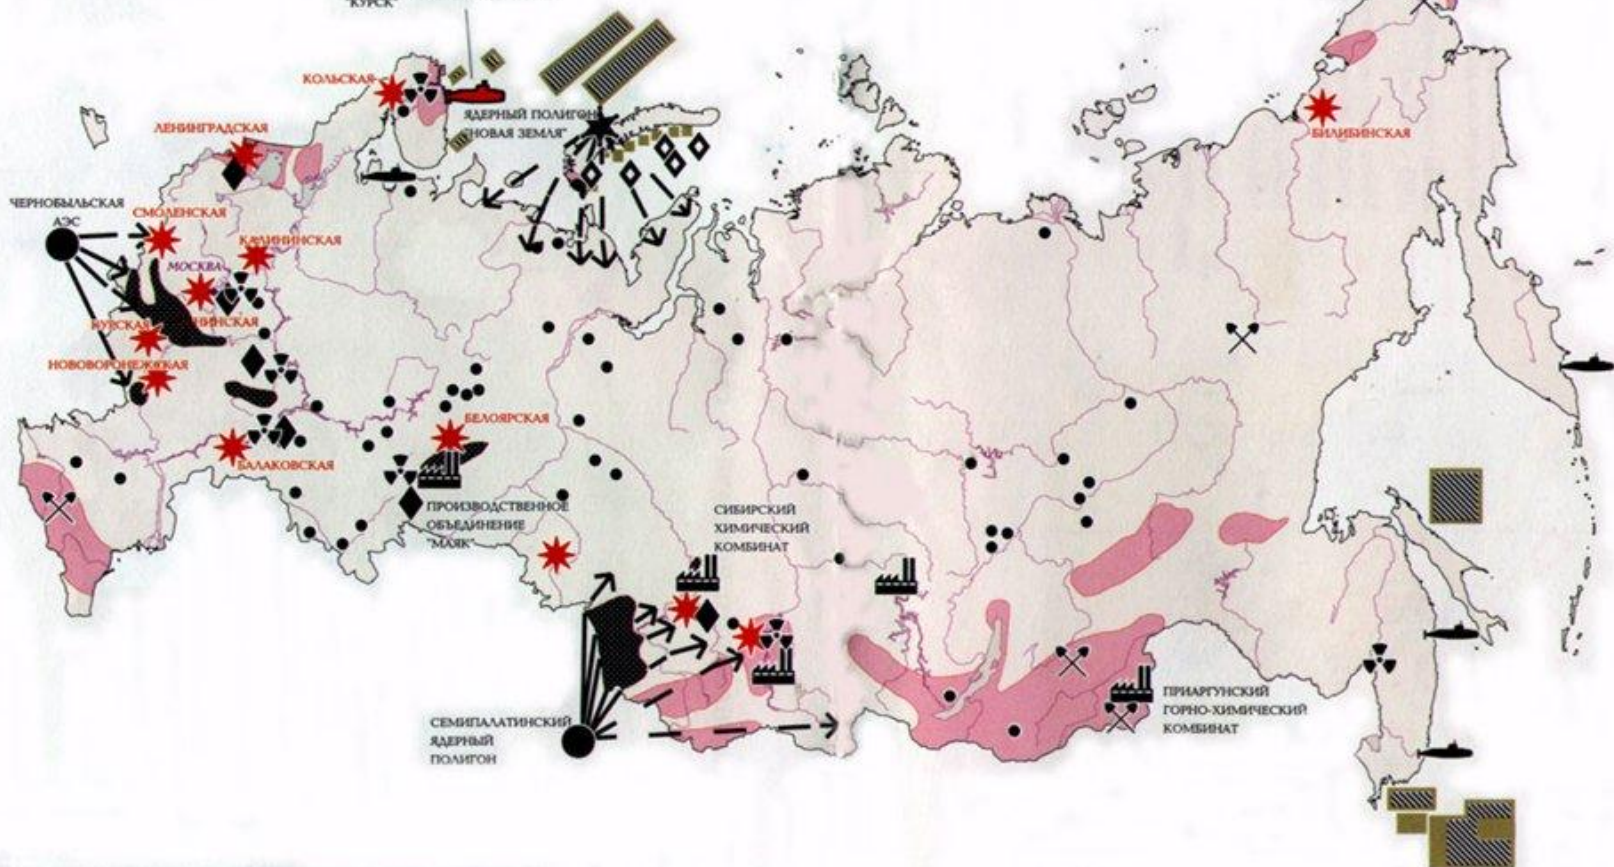 "КУРСК"
КОЛЬСКАЯ
ЯДЕРНЫЙ ПОЛИГОН
"НОВАЯ ЗЕМЛЯ"
ЛЕНИНГРАДСКАЯ
БИЛИБИНСКАЯ
ЧЕРНОБЫЛЬСКАЯ
АЭС
СМОЛЕНСКАЯ
КАЛИНИНСКАЯ
МОСКВА
КУРСКАЯ
НИНСКАЯ
НОВОВОРОНЕЖСКАЯ
БЕЛОЯРСКАЯ
БАЛАКОВСКАЯ
ПРОИЗВОДСТВЕННОЕ
ОБЪЕДИНЕНИЕ
"МАЯК"
СИБИРСКИЙ
ХИМИЧЕСКИЙ
КОМБИНАТ
СЕМИПАЛАТИНСКИЙ
ЯДЕРНЫЙ
ПОЛИГОН
ПРИАРГУНСКИЙ
ГОРНО-ХИМИЧЕСКИЙ
КОМБИНАТ